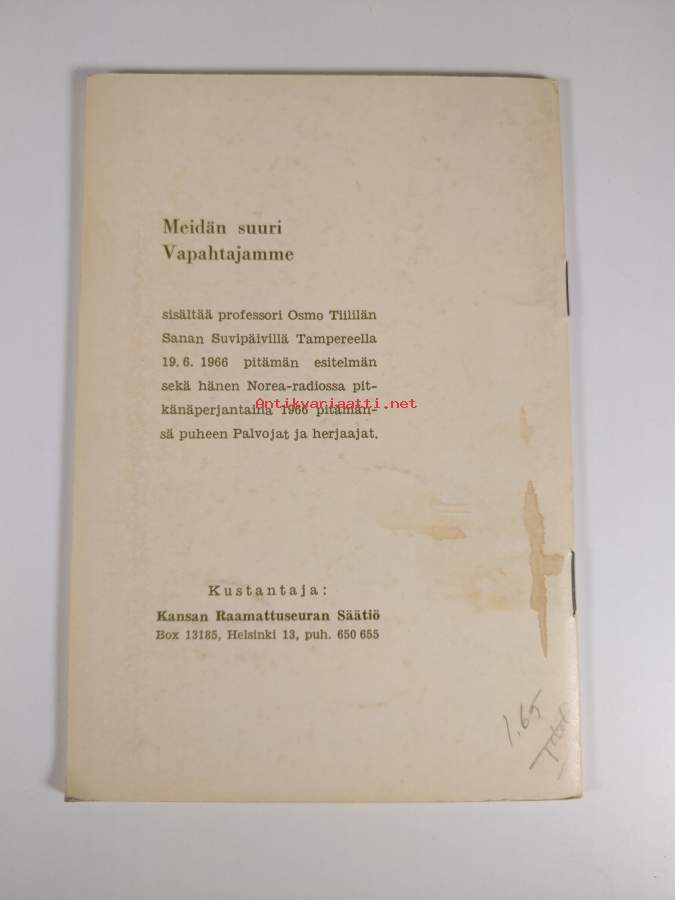 Meidän suuri
Vapahtajamme
sisältää professori Osmo Tiililän
Sanan Suvipäivillä Tampereella
19. 6. 1966 pitämän esitelmän
sekä hänen Norea-radiossa pit-
känäperjantaina 1966 pitämän-
Antikvariaatti.net
sä puheen Palvojat ja herjaajat.
Kustantaja:
Kansan Raamattuseuran Säätiö
Box 13185, Helsinki 13, puh. 650 655
1.65